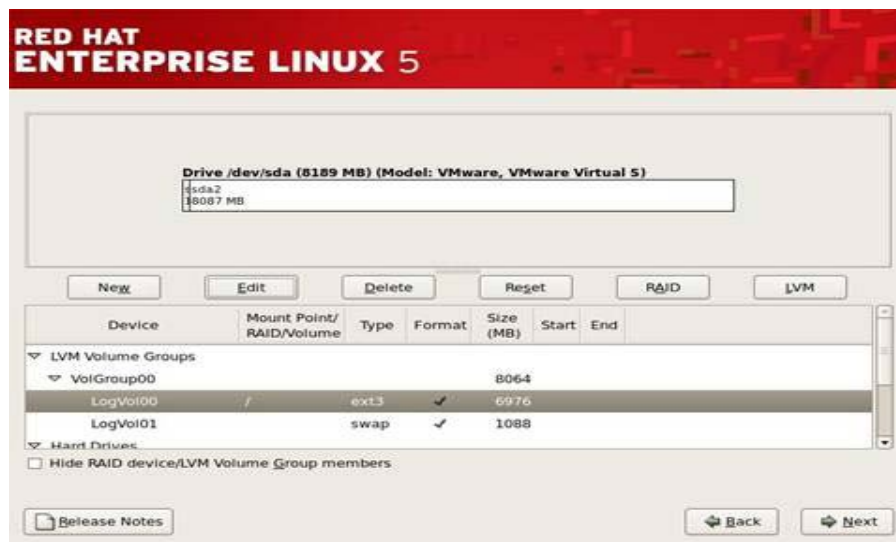 RED HAT
ENTERPRISE LINUX 5
Drive /dev/sda (8189 MB) (Model: VMware, VMware Virtual S)
sda2
8087 MB
New Edit Delete Reset RAID LVM
Device Mount Point/ RAID/Volume Type Format Size (MB) Start End
LVM Volume Groups
VolGroup00 8064
LogVol00 / ext3 ✓ 6976
LogVol01 swap ✓ 1088
Hard Drives
Hide RAID device/LVM Volume Group members
Release Notes Back Next